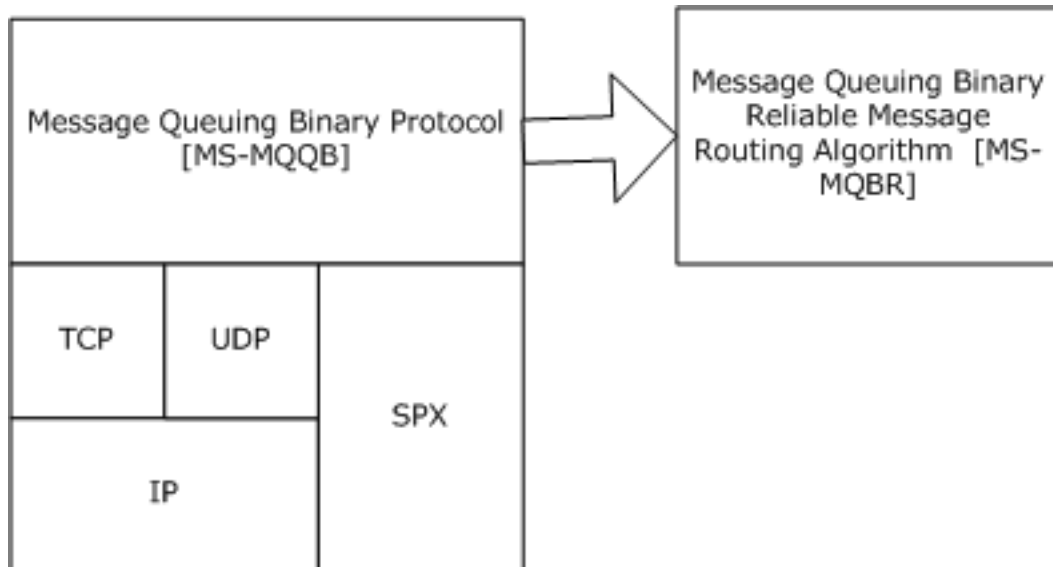 Message Queuing Binary Protocol
[MS-MQQB]
Message Queuing Binary
Reliable Message
Routing Algorithm  [MS-
MQBR]
TCP
UDP
SPX
IP